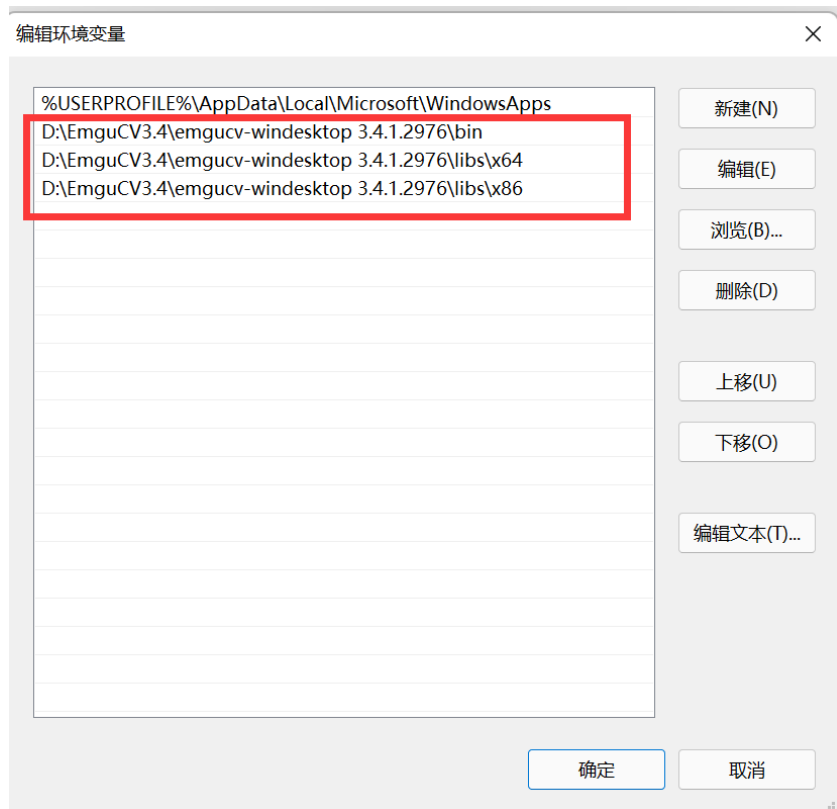 编辑环境变量
%USERPROFILE%\AppData\Local\Microsoft\WindowsApps
D:\EmguCV3.4\emgucv-windesktop 3.4.1.2976\bin
D:\EmguCV3.4\emgucv-windesktop 3.4.1.2976\libs\x64
D:\EmguCV3.4\emgucv-windesktop 3.4.1.2976\libs\x86
新建(N)
编辑(E)
浏览(B)...
删除(D)
上移(U)
下移(O)
编辑文本(T)...
确定
取消